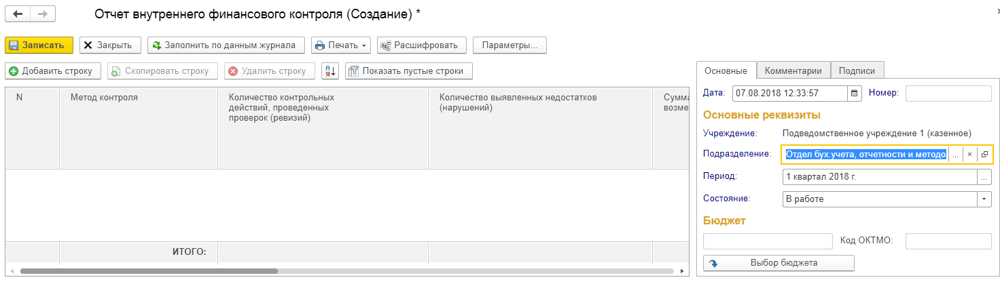 Отчет внутреннего финансового контроля (Создание) *
Записать
Закрыть
Заполнить по данным журнала
Печать
Расшифровать
Параметры...
Добавить строку
Скопировать строку
Удалить строку
Показать пустые строки
N
Метод контроля
Количество контрольных
действий, проведенных
проверок (ревизий)
Количество выявленных недостатков
(нарушений)
Сумма
возме
ИТОГО:
Основные
Комментарии
Подписи
Дата: 07.08.2018 12:33:57 Номер:
Основные реквизиты
Учреждение: Подведомственное учреждение 1 (казенное)
Подразделение: Отдел бух.учета, отчетности и методо ...
Период: 1 квартал 2018 г. ...
Состояние: В работе
Бюджет
Код ОКТМО:
Выбор бюджета